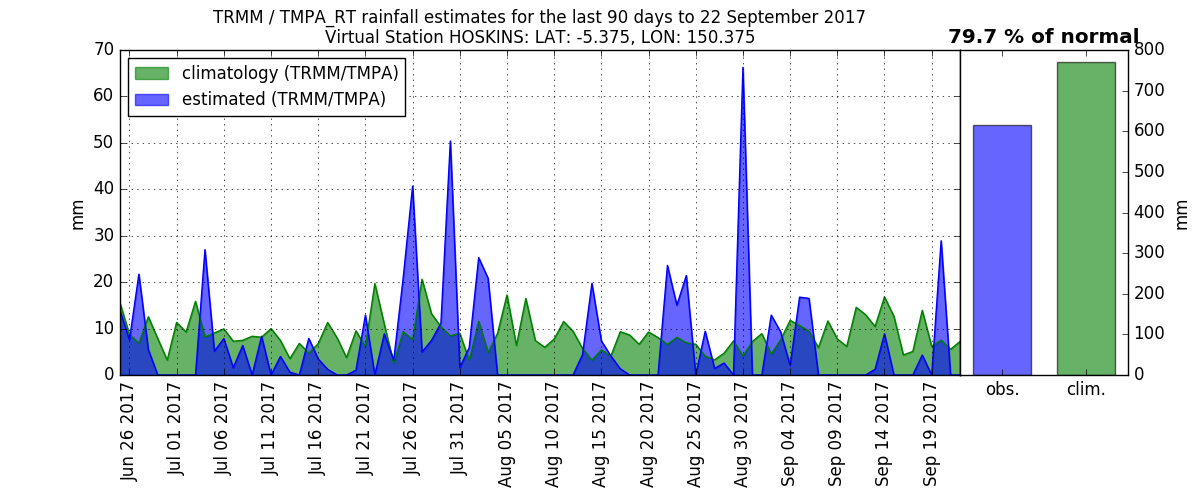 TRMM / TMPA_RT rainfall estimates for the last 90 days to 22 September 2017
Virtual Station HOSKINS: LAT: -5.375, LON: 150.375
79.7 % of normal
climatology (TRMM/TMPA)
estimated (TRMM/TMPA)
mm
70
60
50
40
30
20
10
0
Jun 26 2017
Jul 01 2017
Jul 06 2017
Jul 11 2017
Jul 16 2017
Jul 21 2017
Jul 26 2017
Jul 31 2017
Aug 05 2017
Aug 10 2017
Aug 15 2017
Aug 20 2017
Aug 25 2017
Aug 30 2017
Sep 04 2017
Sep 09 2017
Sep 14 2017
Sep 19 2017
obs.
clim.
800
700
600
500
400
300
200
100
0
mm